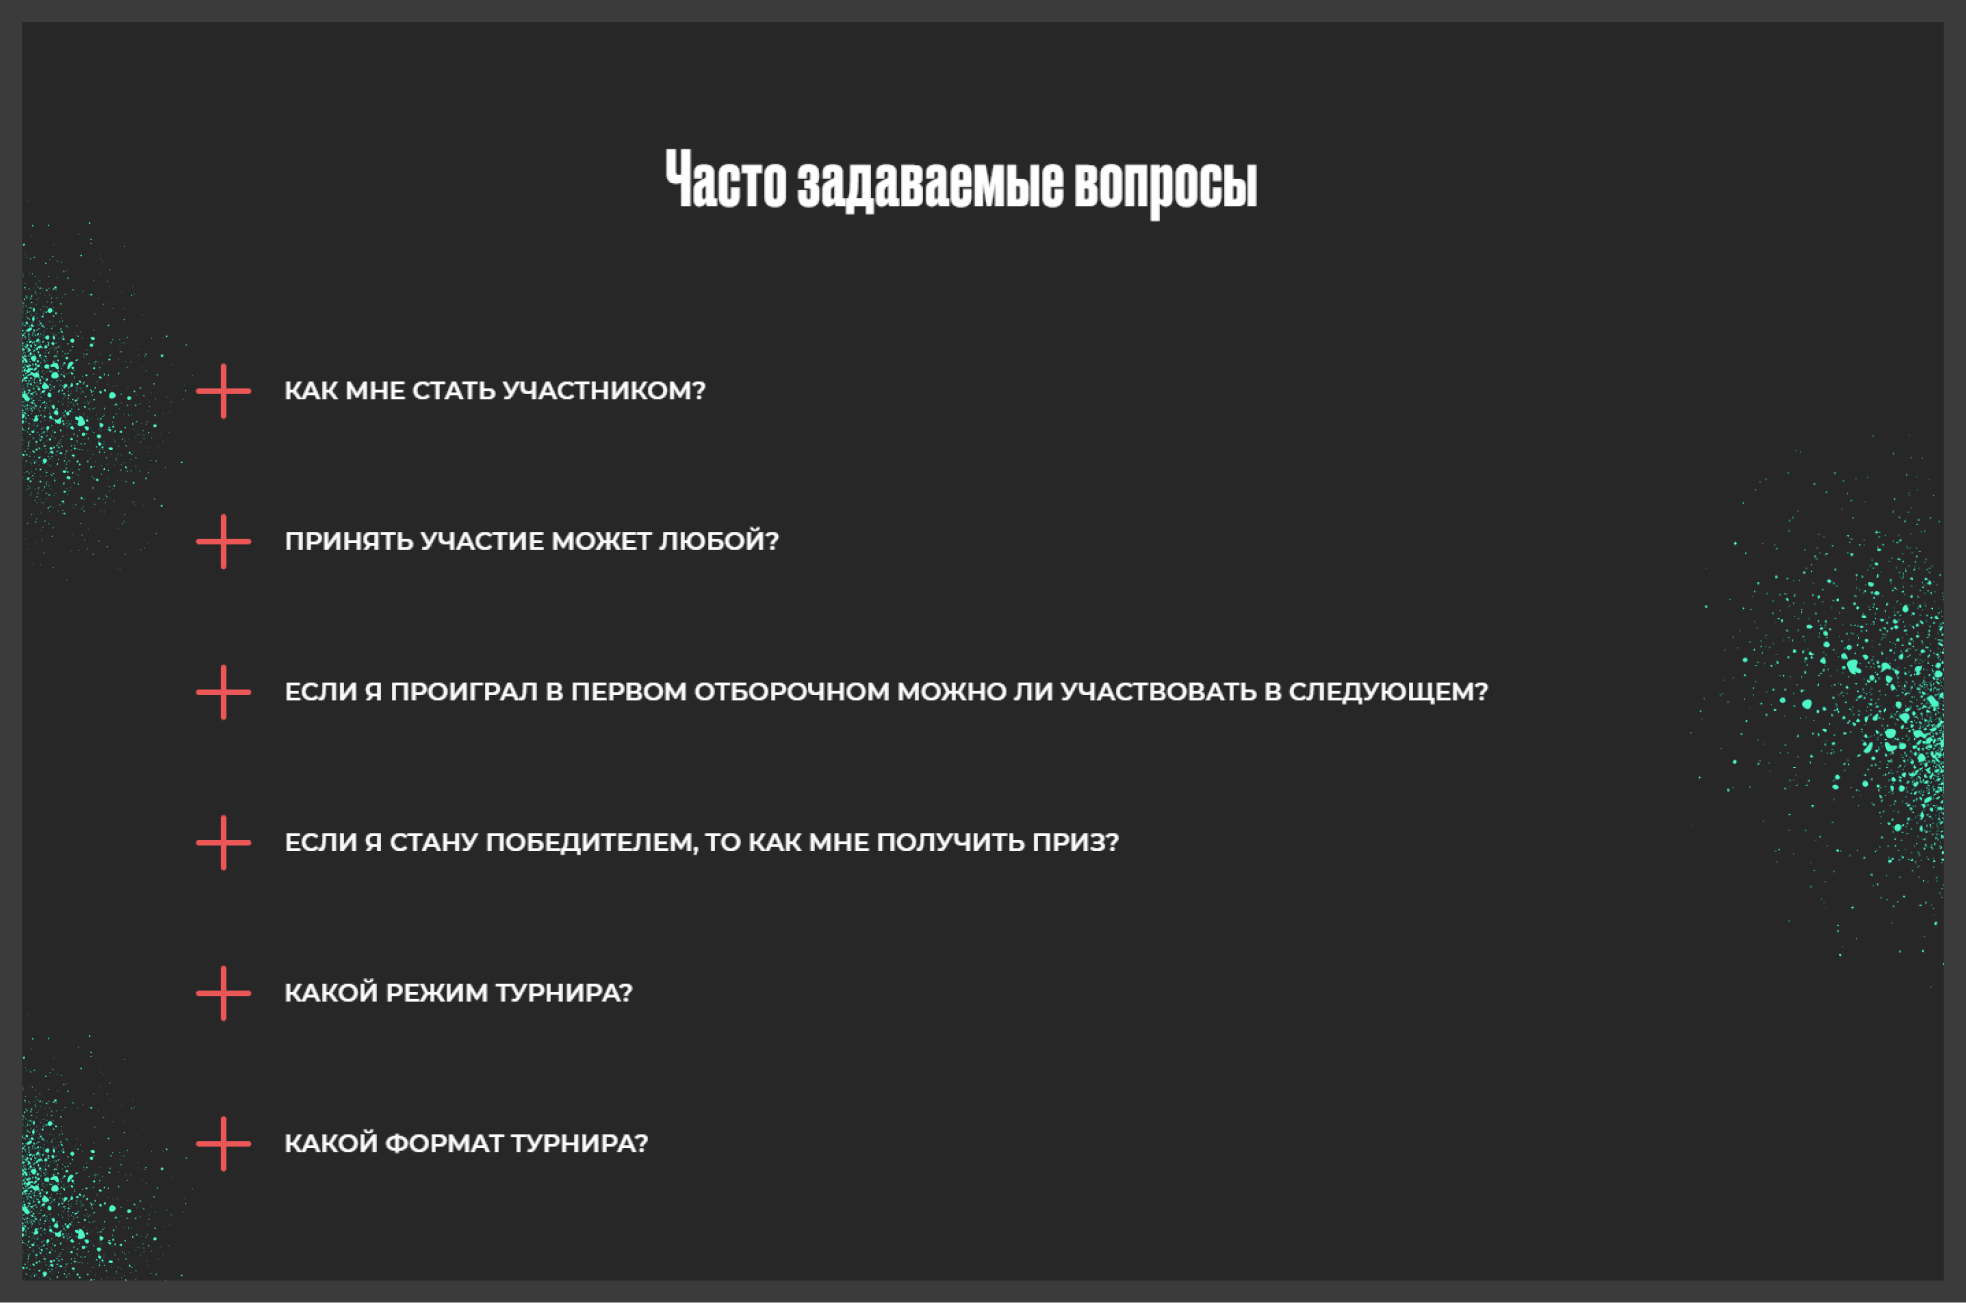 Часто задаваемые вопросы
КАК МНЕ СТАТЬ УЧАСТНИКОМ?
ПРИНЯТЬ УЧАСТИЕ МОЖЕТ ЛЮБОЙ?
ЕСЛИ Я ПРОИГРАЛ В ПЕРВОМ ОТБОРОЧНОМ МОЖНО ЛИ УЧАСТВОВАТЬ В СЛЕДУЮЩЕМ?
ЕСЛИ Я СТАНУ ПОБЕДИТЕЛЕМ, ТО КАК МНЕ ПОЛУЧИТЬ ПРИЗ?
КАКОЙ РЕЖИМ ТУРНИРА?
КАКОЙ ФОРМАТ ТУРНИРА?